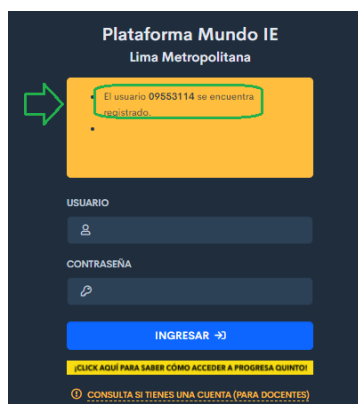 Plataforma Mundo IE
Lima Metropolitana
El usuario 09553114 se encuentra
registrado.
USUARIO
CONTRASEÑA
INGRESAR
¡CLICK AQUÍ PARA SABER CÓMO ACCEDER A PROGRESA QUINTO!
CONSULTA SI TIENES UNA CUENTA (PARA DOCENTES)